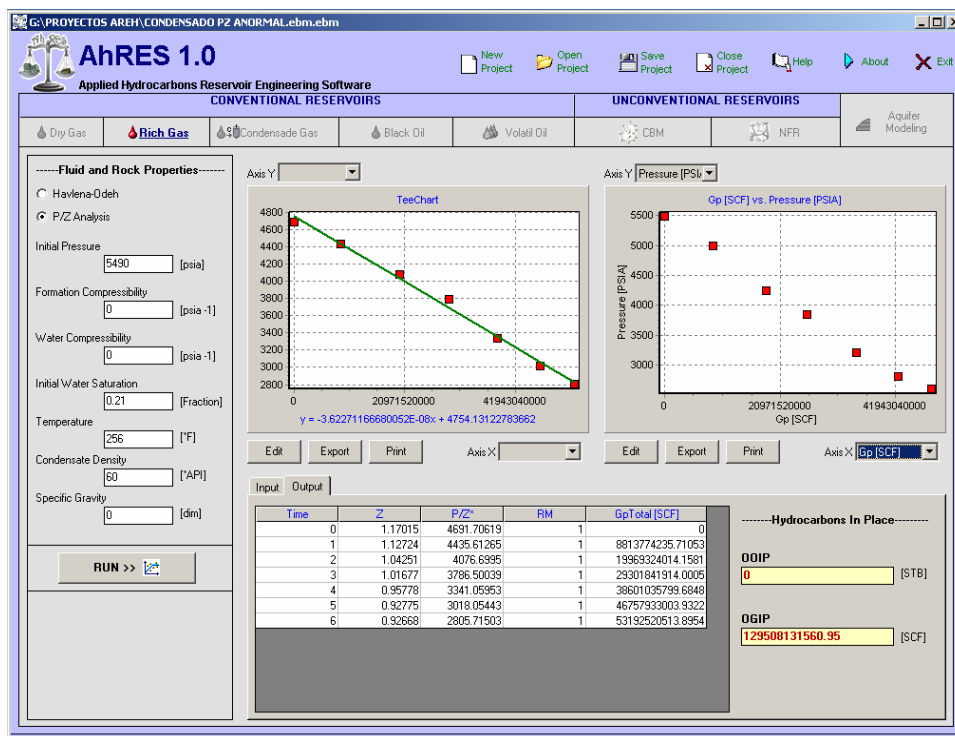 G:\PROYECTOS AREH\CONDENSADO PZ ANORMAL.ebm.ebm
AhRES 1.0
Applied Hydrocarbons Reservoir Engineering Software
New Project
Open Project
Save Project
Close Project
Help
About
Exit
CONVENTIONAL RESERVOIRS
UNCONVENTIONAL RESERVOIRS
Dry Gas
Rich Gas
Condensade Gas
Black Oil
Volatil Oil
CBM
NFR
Aquifer Modeling
------Fluid and Rock Properties-------
Havlena-Odeh
P/Z Analysis
Initial Pressure
5490 [psia]
Formation Compressibility
0 [psia -1]
Water Compressibility
0 [psia -1]
Initial Water Saturation
0.21 [Fraction]
Temperature
256 [°F]
Condensate Density
60 [°API]
Specific Gravity
0 [dim]
RUN >>
Axis Y
TeeChart
4800
4600
4400
4200
4000
3800
3600
3400
3200
3000
2800
0 20971520000 41943040000
y = -3.62271166680052E-08x + 4754.13122783662
Edit Export Print Axis X
Axis Y Pressure [PSI
Gp [SCF] vs. Pressure [PSIA]
Pressure [PSIA]
5500
5000
4500
4000
3500
3000
0 20971520000 41943040000
Gp [SCF]
Edit Export Print Axis X Gp [SCF]
Input Output
Time Z P/Z* RM GpTotal [SCF]
0 1.17015 4691.70619 1 0
1 1.12724 4435.61265 1 8813774235.71053
2 1.04251 4076.6995 1 19969324014.1581
3 1.01677 3786.50039 1 29301841914.0005
4 0.95778 3341.05953 1 38601035799.6848
5 0.92775 3018.05443 1 46757933003.9322
6 0.92668 2805.71503 1 53192520513.8954
-------Hydrocarbons In Place--------
OOIP
0 [STB]
OGIP
129508131560.95 [SCF]